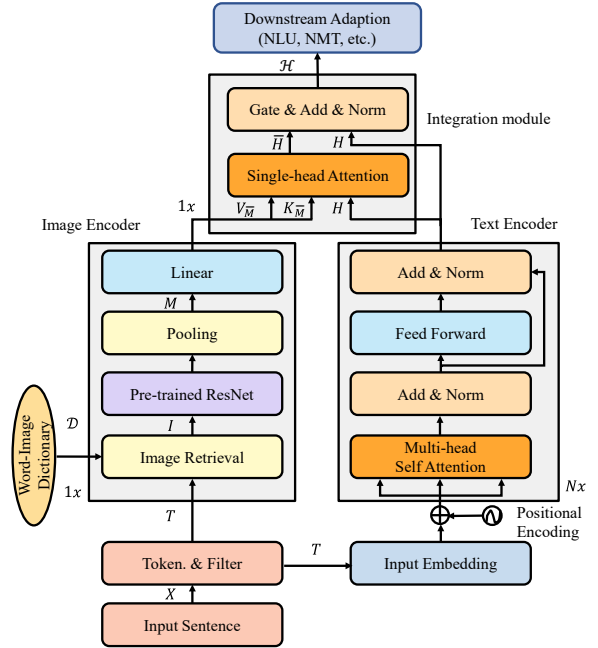 Downstream Adaption
(NLU, NMT, etc.)
ℋ
Gate & Add & Norm
Integration module
H̅
H
Single-head Attention
1x
V_M̅
K_M̅
H
Image Encoder
Text Encoder
Linear
Add & Norm
M
Pooling
Feed Forward
Pre-trained ResNet
Add & Norm
Word-Image
Dictionary
𝒟
I
Image Retrieval
Multi-head
Self Attention
1x
Nx
T
Positional
Encoding
Token. & Filter
T
Input Embedding
X
Input Sentence